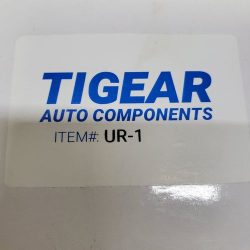 TIGEAR
AUTO COMPONENTS
ITEM#: UR-1